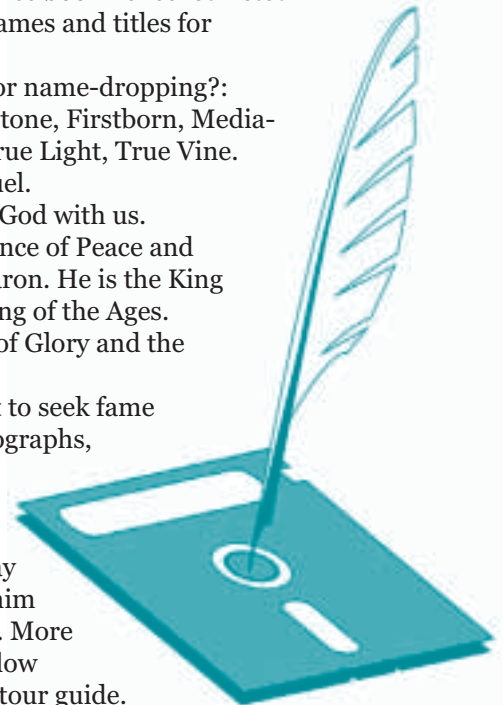 ames and titles for
or name-dropping?:
tone, Firstborn, Media-
rue Light, True Vine.
uel.
God with us.
nce of Peace and
aron. He is the King
ng of the Ages.
of Glory and the
t to seek fame
ographs,
ay
him
. More
low
tour guide.